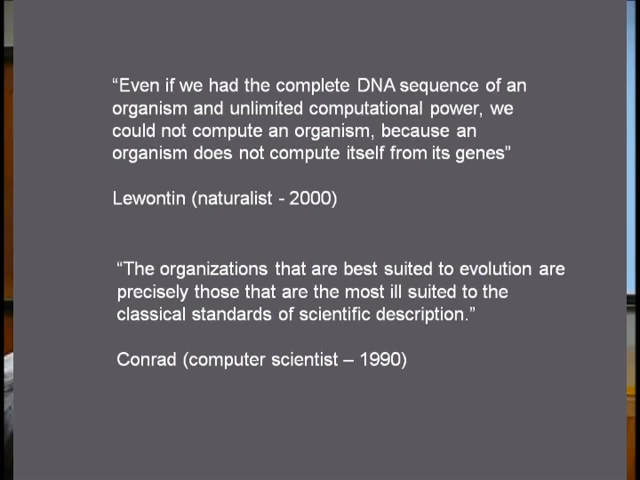 “Even if we had the complete DNA sequence of an
organism and unlimited computational power, we
could not compute an organism, because an
organism does not compute itself from its genes”
Lewontin (naturalist - 2000)
“The organizations that are best suited to evolution are
precisely those that are the most ill suited to the
classical standards of scientific description.”
Conrad (computer scientist – 1990)